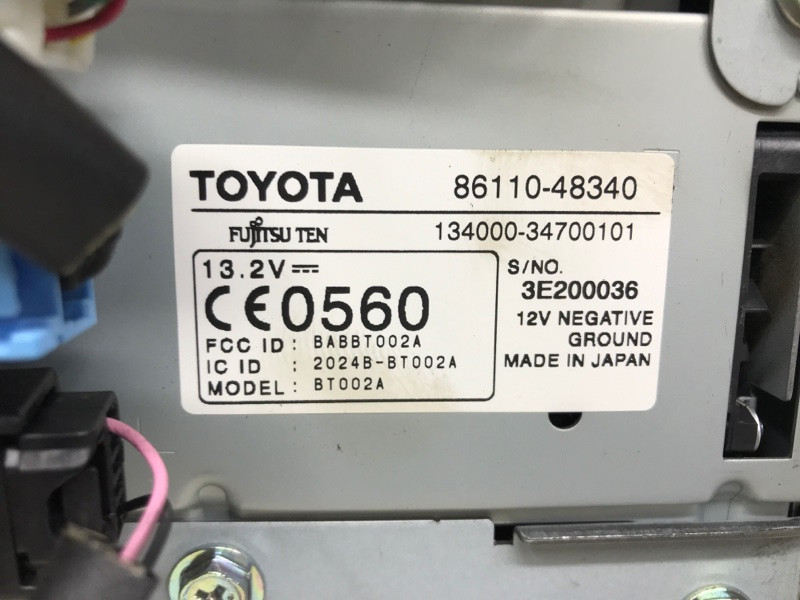 TOYOTA 86110-48340
FUJITSU TEN 134000-34700101
13.2V⎓ S/NO.
CE0560 3E200036
12V NEGATIVE
GROUND
MADE IN JAPAN
FCC ID : BABBT002A
IC ID : 2024B-BT002A
MODEL : BT002A